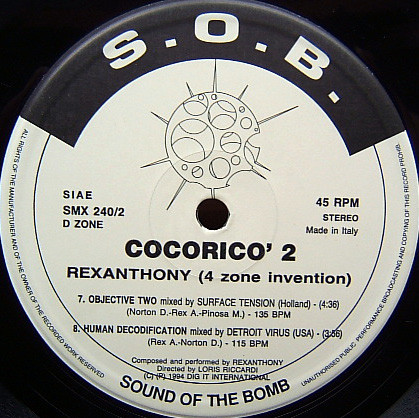 S.O.B.
SIAE
SMX 240/2
D ZONE
45 RPM
STEREO
Made in Italy
COCORICO' 2
REXANTHONY (4 zone invention)
7. OBJECTIVE TWO mixed by SURFACE TENSION (Holland) - (4:36)
(Norton D.-Rex A.-Pinosa M.) - 135 BPM
8. HUMAN DECODIFICATION mixed by DETROIT VIRUS (USA) - (3:56)
(Rex A.-Norton D.) - 115 BPM
Composed and performed by REXANTHONY
Directed by LORIS RICCARDI
(C) (P) 1994 DIG IT INTERNATIONAL
SOUND OF THE BOMB
ALL RIGHTS OF THE MANUFACTURER AND OF THE OWNER OF THE RECORDED WORK RESERVED
UNAUTHORISED PUBLIC PERFORMANCE BROADCASTING AND COPYING OF THIS RECORD PROHIB.